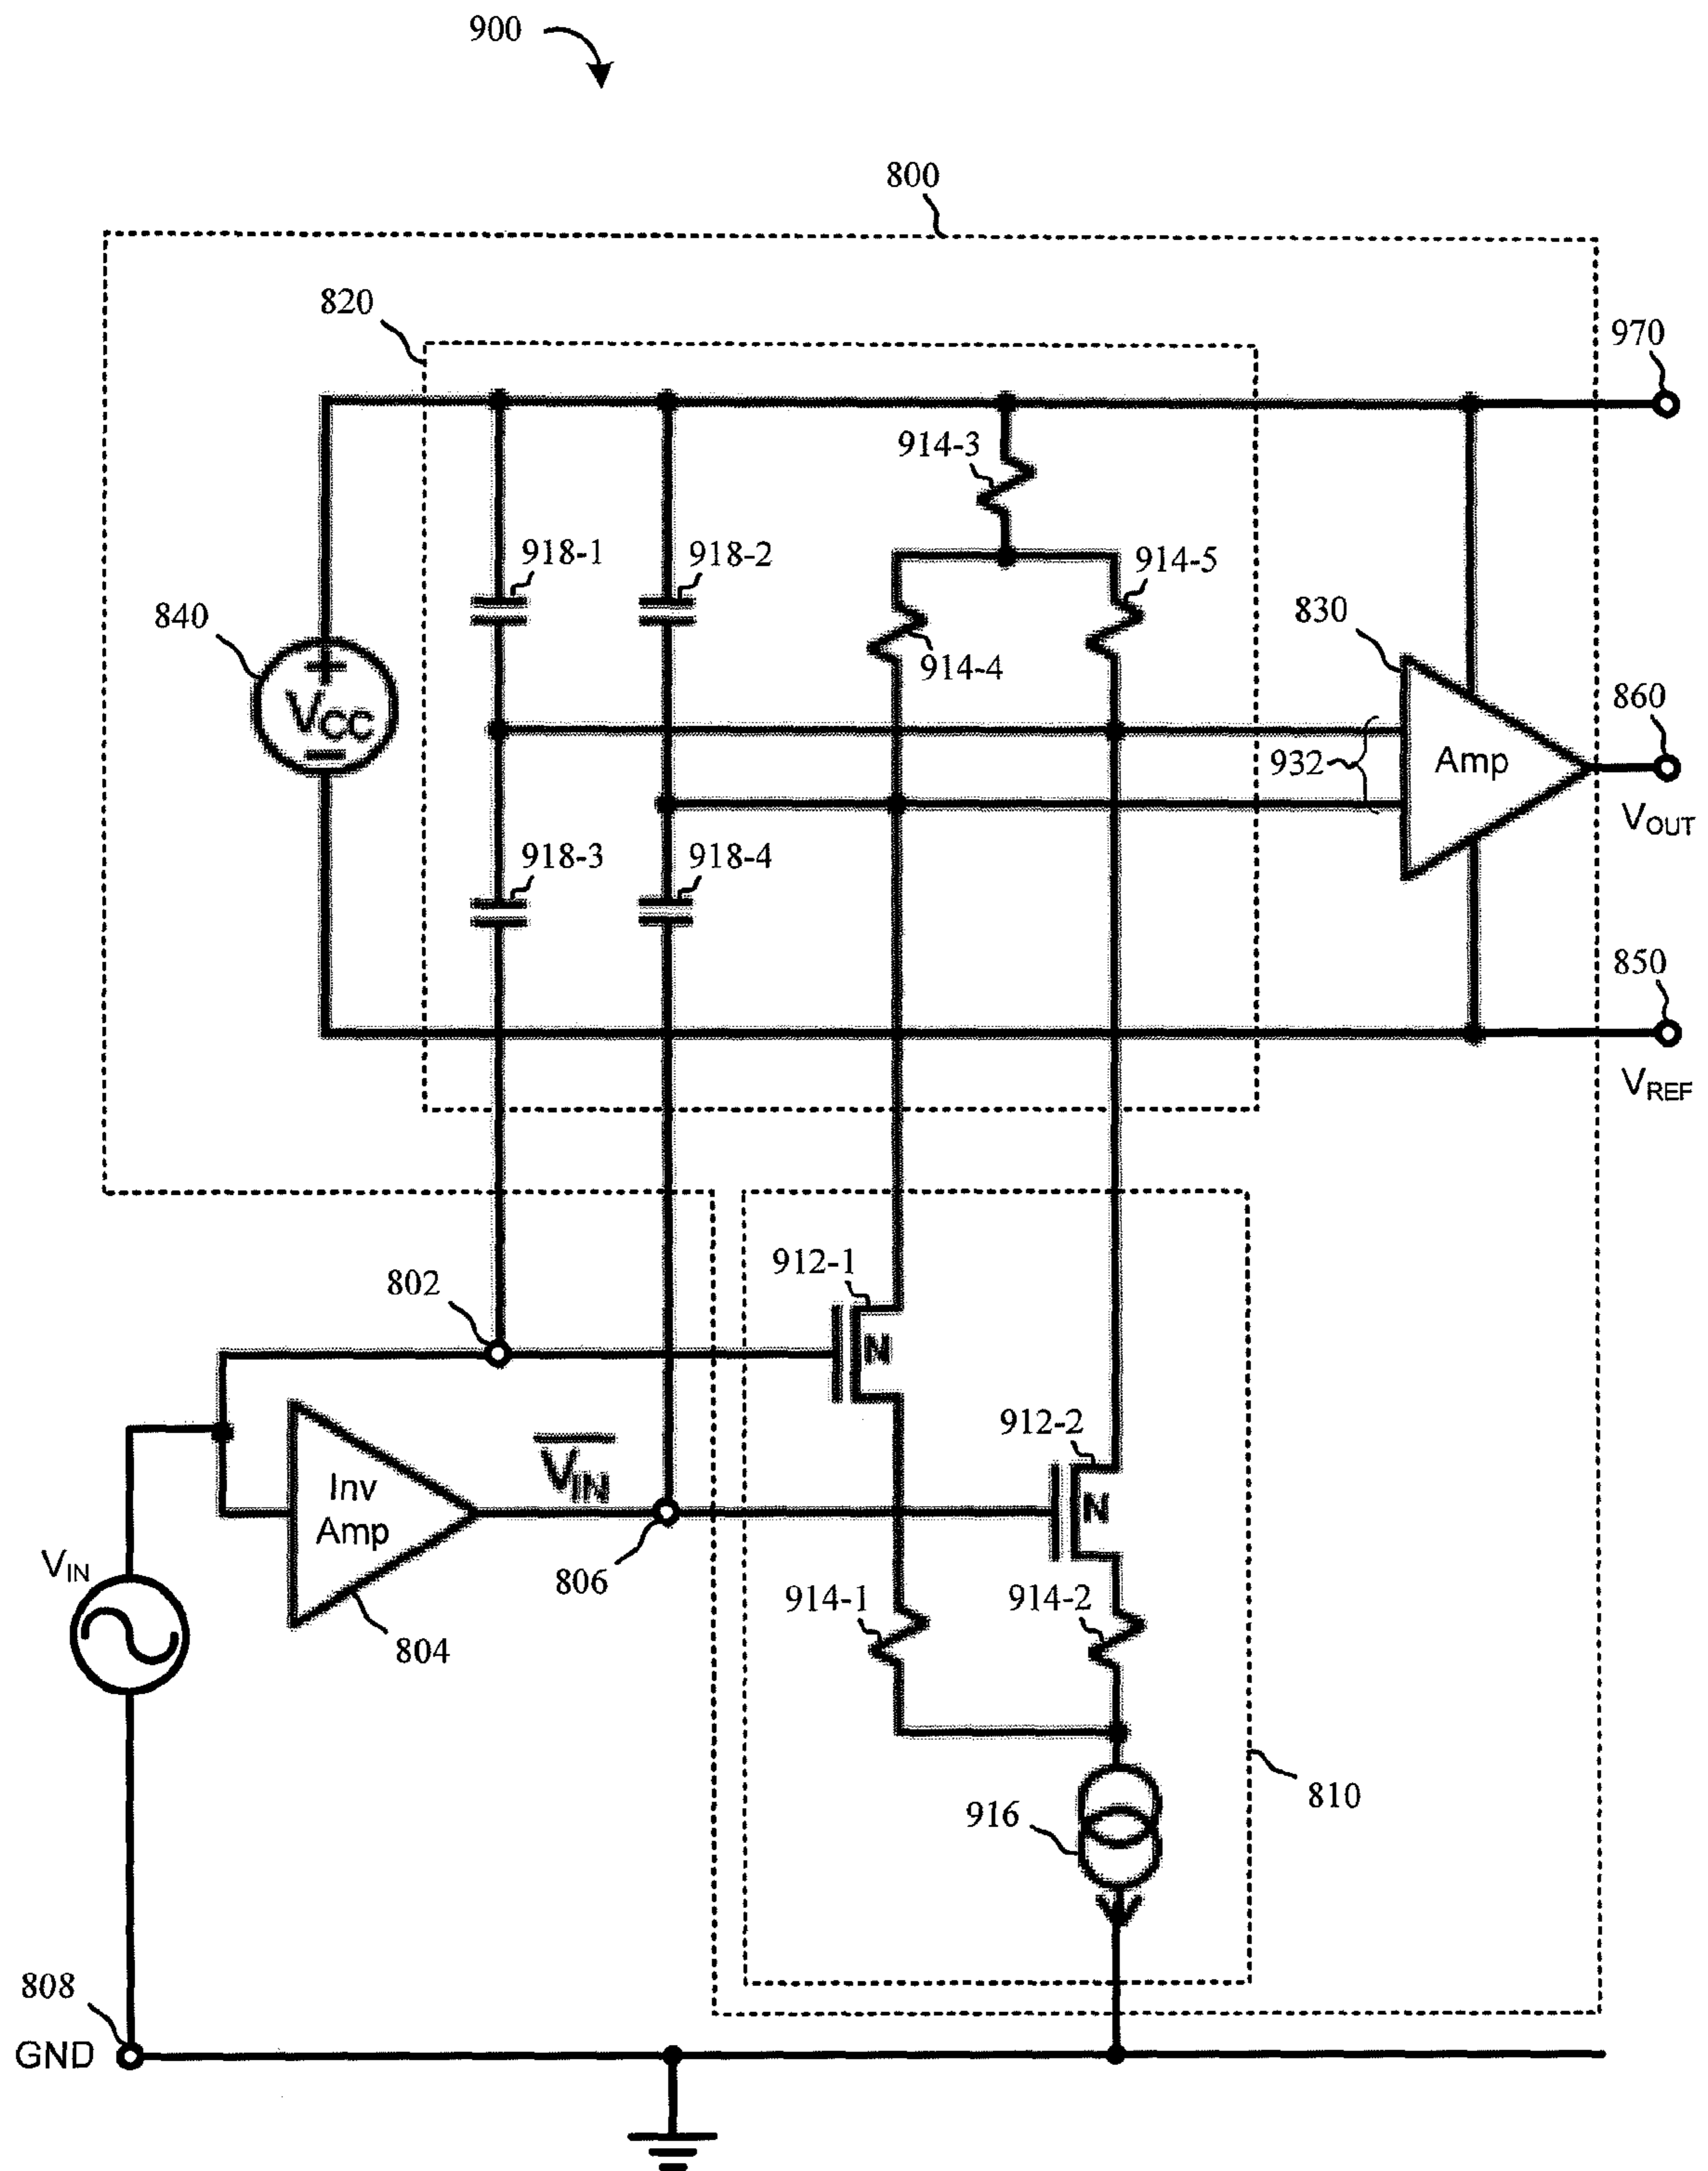 900
800
820
970
914-3
918-1
918-2
914-5
840
830
+
VCC
−
914-4
860
932
Amp
VOUT
918-3
918-4
850
VREF
912-1
802
N
912-2
VIN
Inv
Amp
N
VIN
806
914-1
914-2
804
810
916
808
GND